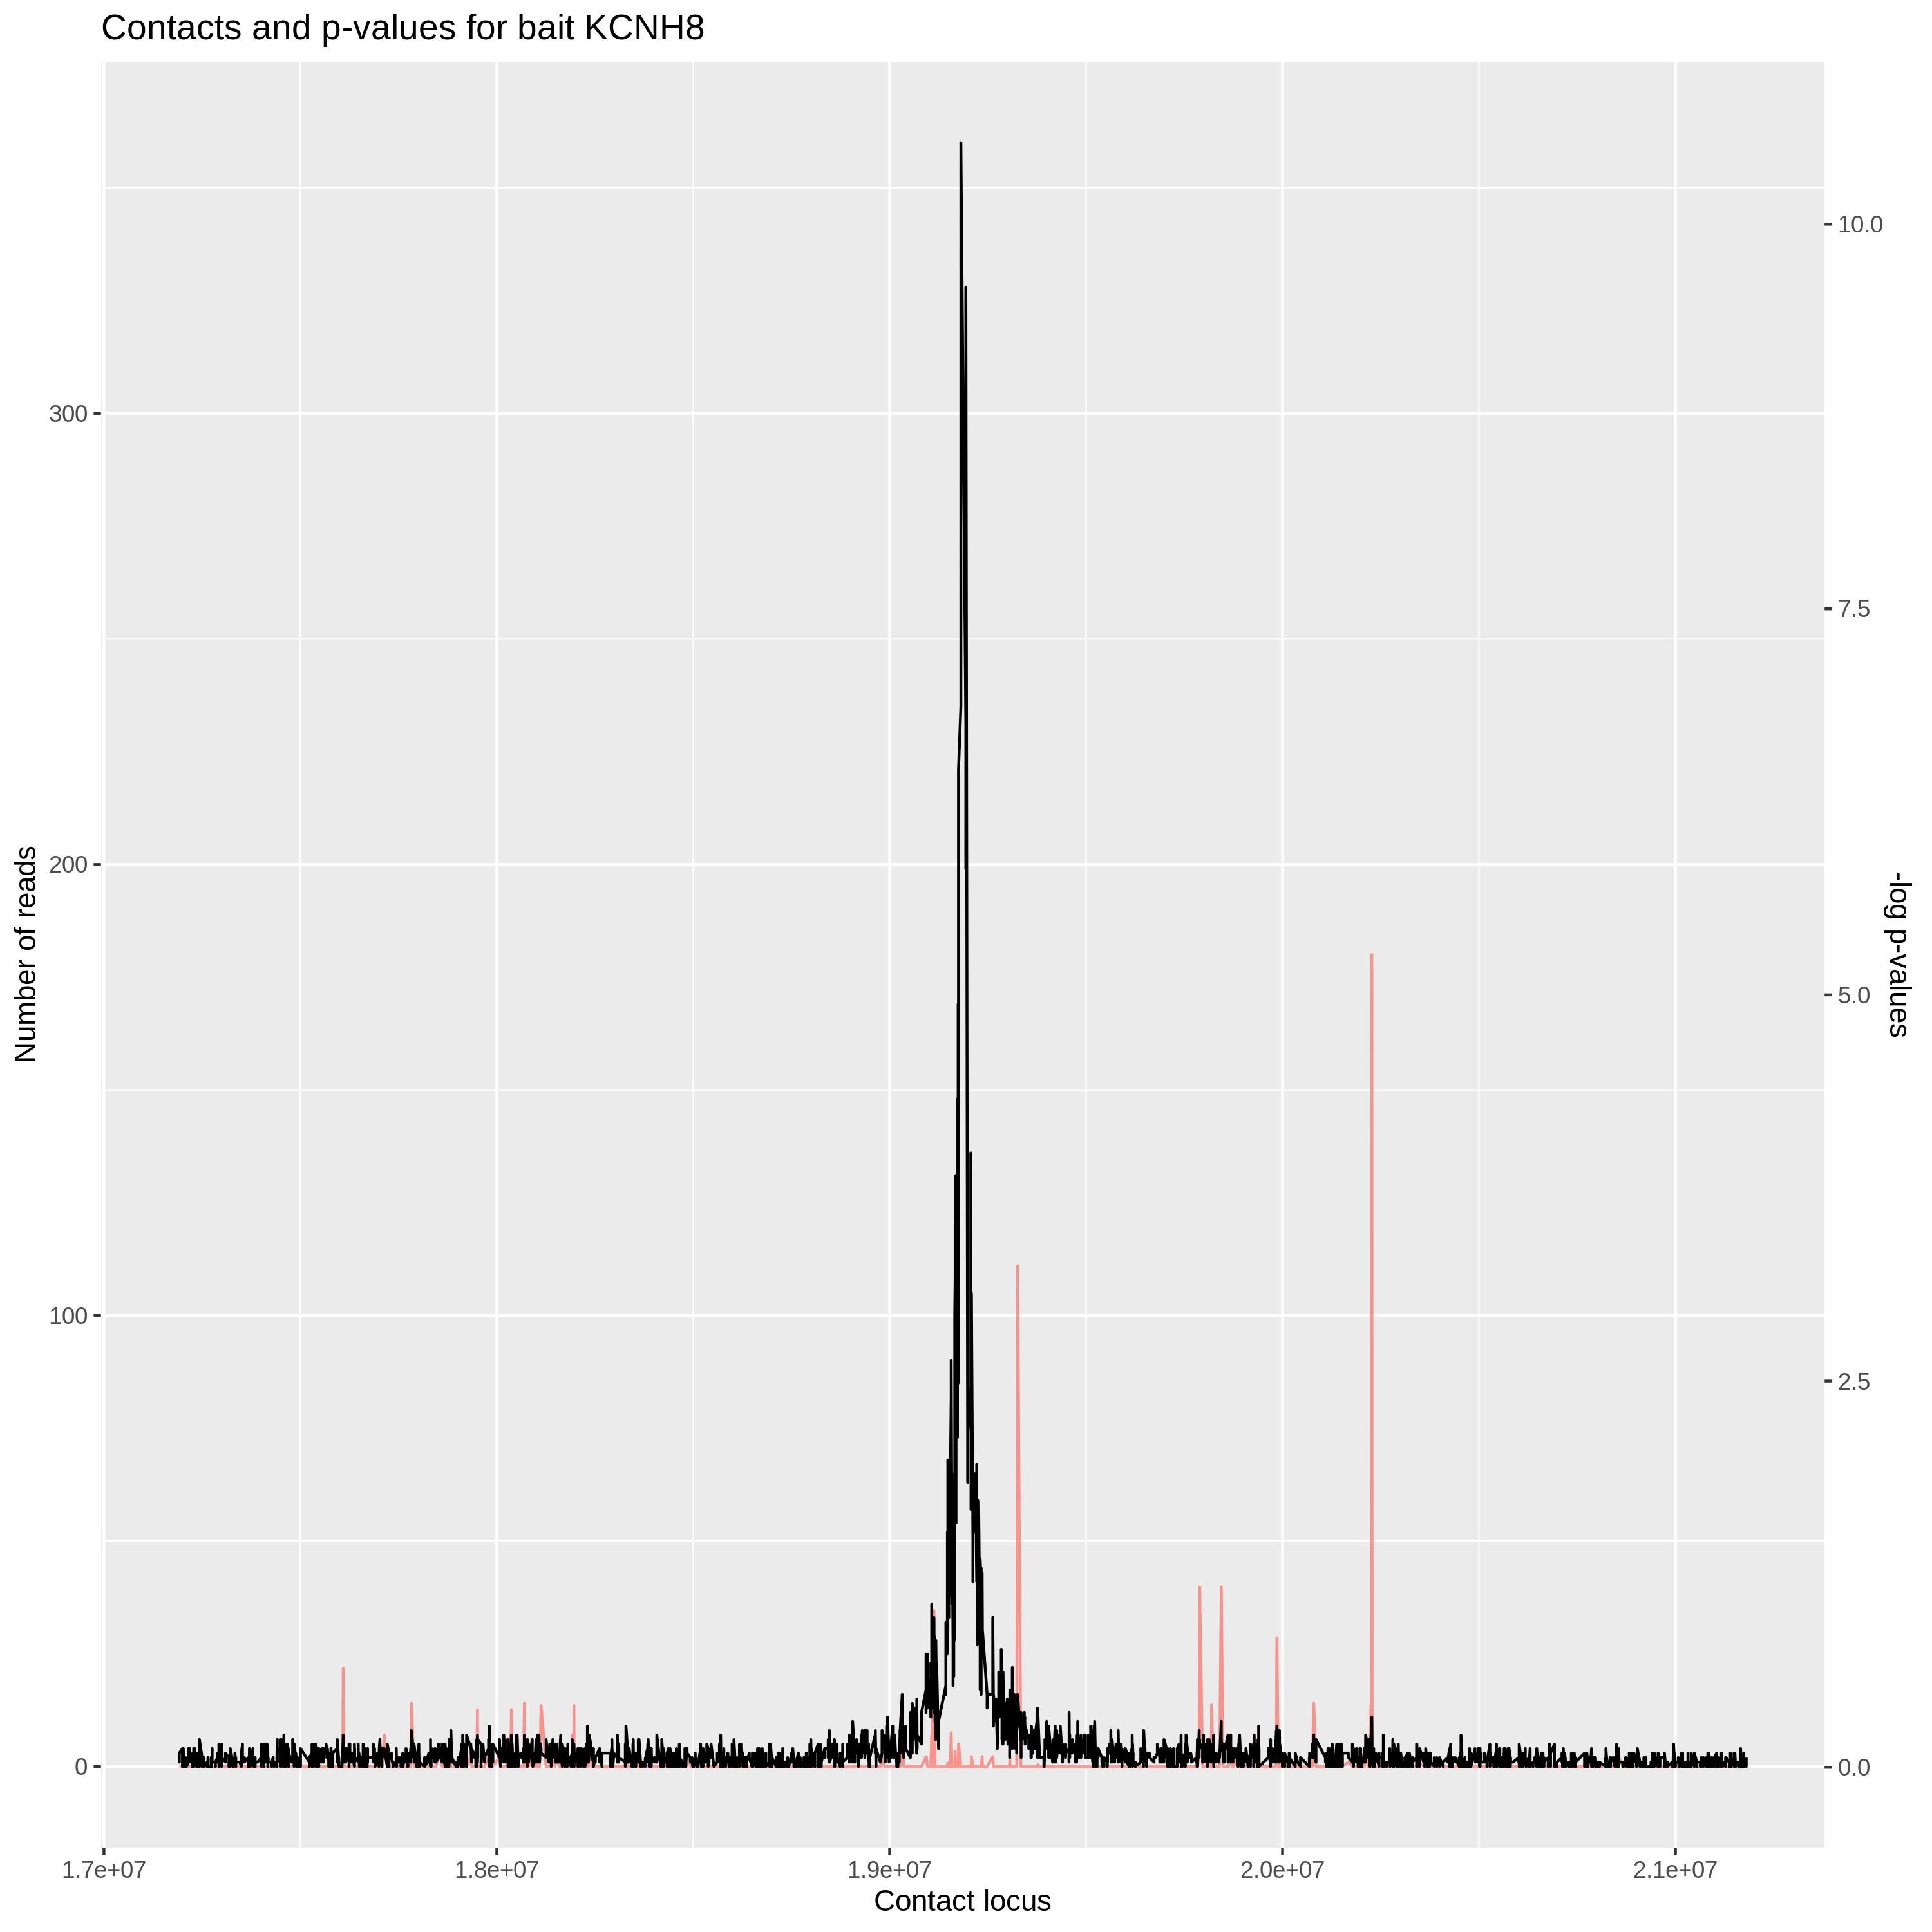 Contacts and p-values for bait KCNH8
Number of reads
300
200
100
0
10.0
7.5
5.0
2.5
0.0
-log p-values
1.7e+07 1.8e+07 1.9e+07 2.0e+07 2.1e+07
Contact locus